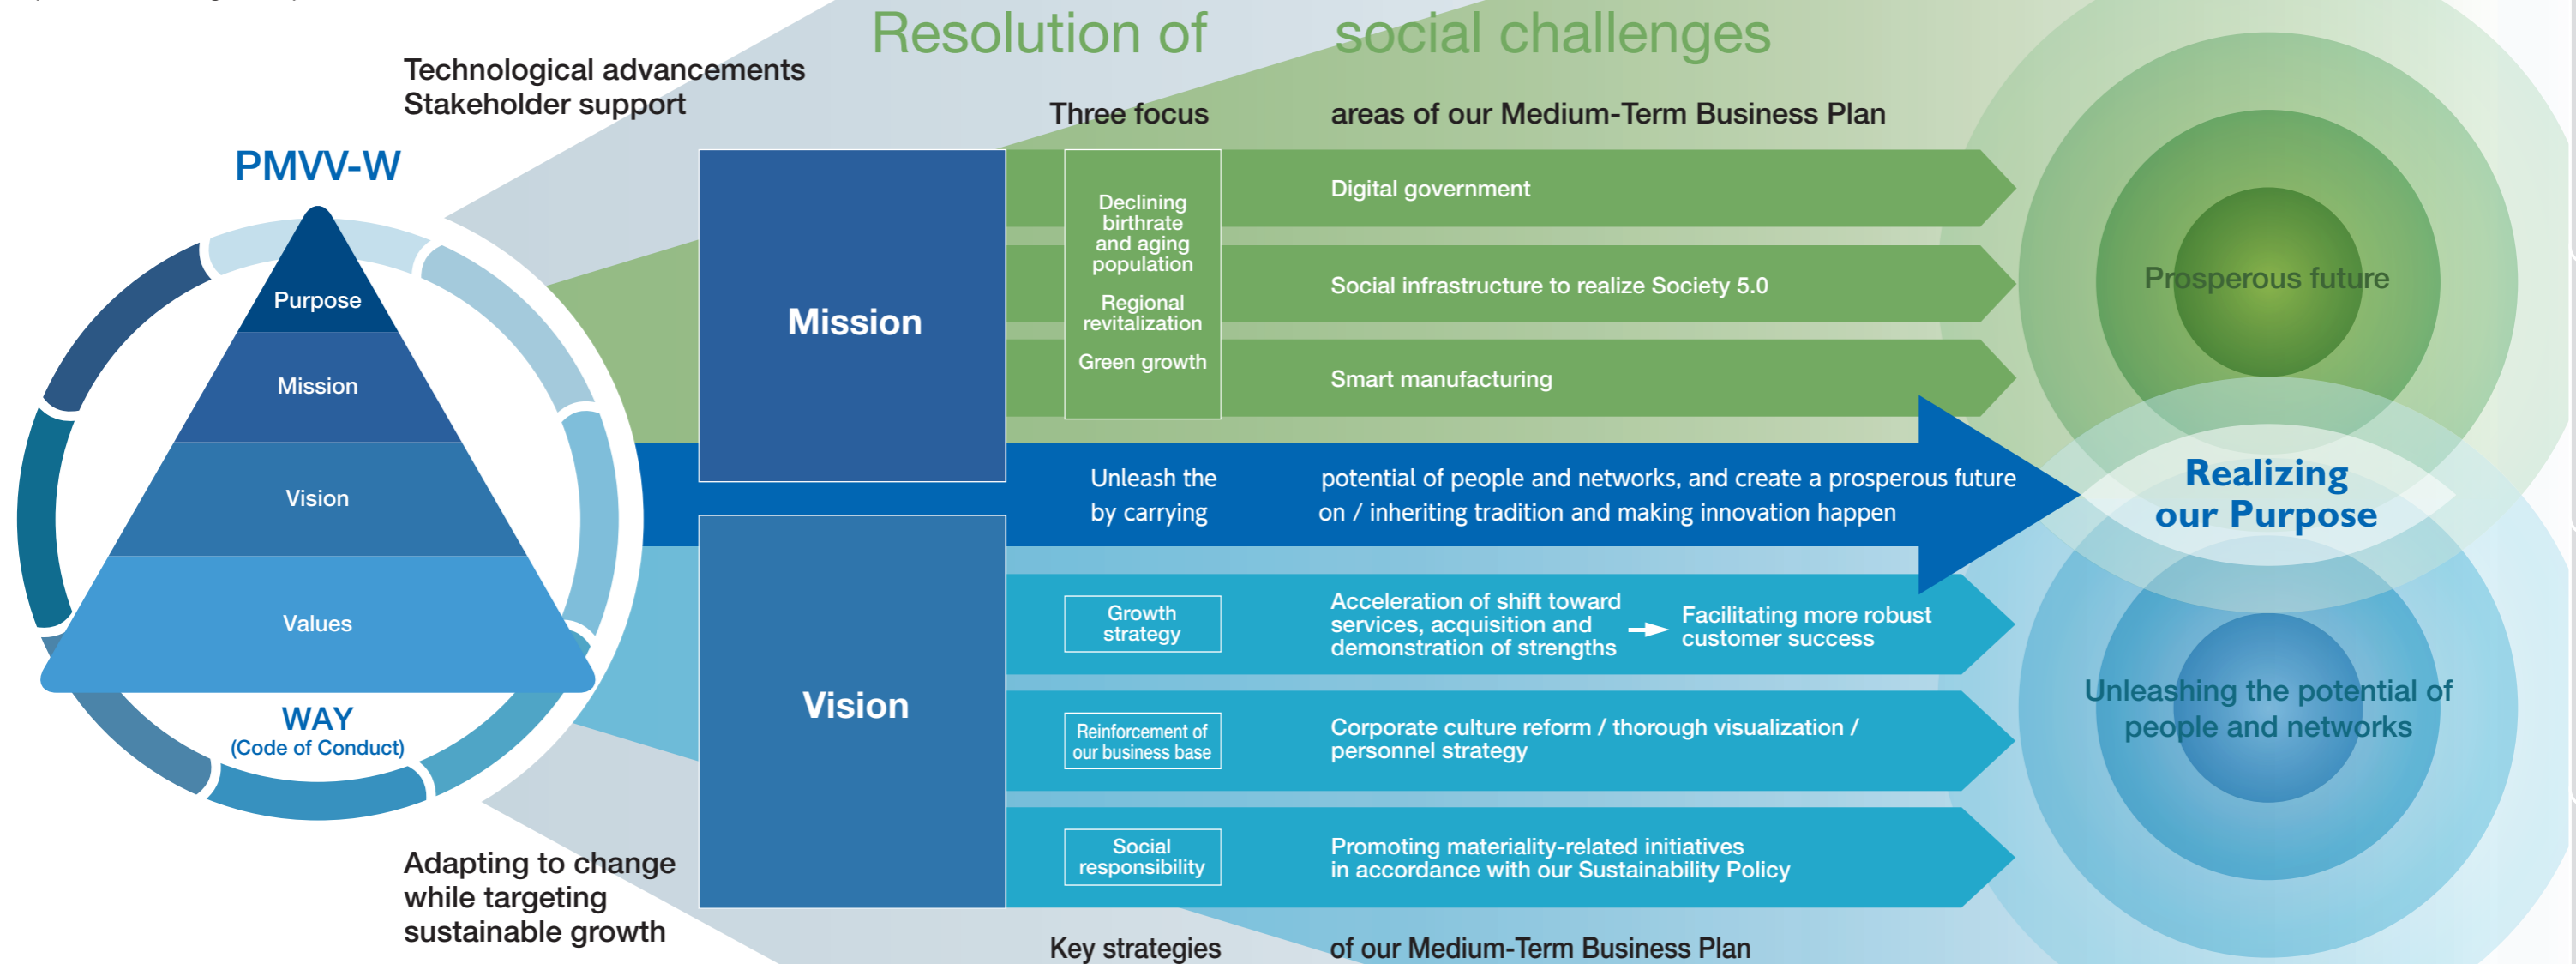 Resolution of social challenges
Technological advancements
Stakeholder support
Three focus areas of our Medium-Term Business Plan
PMVV-W
Purpose
Mission
Vision
Values
WAY
(Code of Conduct)
Adapting to change
while targeting
sustainable growth
Mission
Declining
birthrate
and aging
population
Regional
revitalization
Green growth
Digital government
Social infrastructure to realize Society 5.0
Smart manufacturing
Unleash the potential of people and networks, and create a prosperous future
by carrying on / inheriting tradition and making innovation happen
Vision
Growth
strategy
Acceleration of shift toward
services, acquisition and
demonstration of strengths
Facilitating more robust
customer success
Reinforcement of
our business base
Corporate culture reform / thorough visualization /
personnel strategy
Social
responsibility
Promoting materiality-related initiatives
in accordance with our Sustainability Policy
Key strategies of our Medium-Term Business Plan
Prosperous future
Realizing
our Purpose
Unleashing the potential of
people and networks